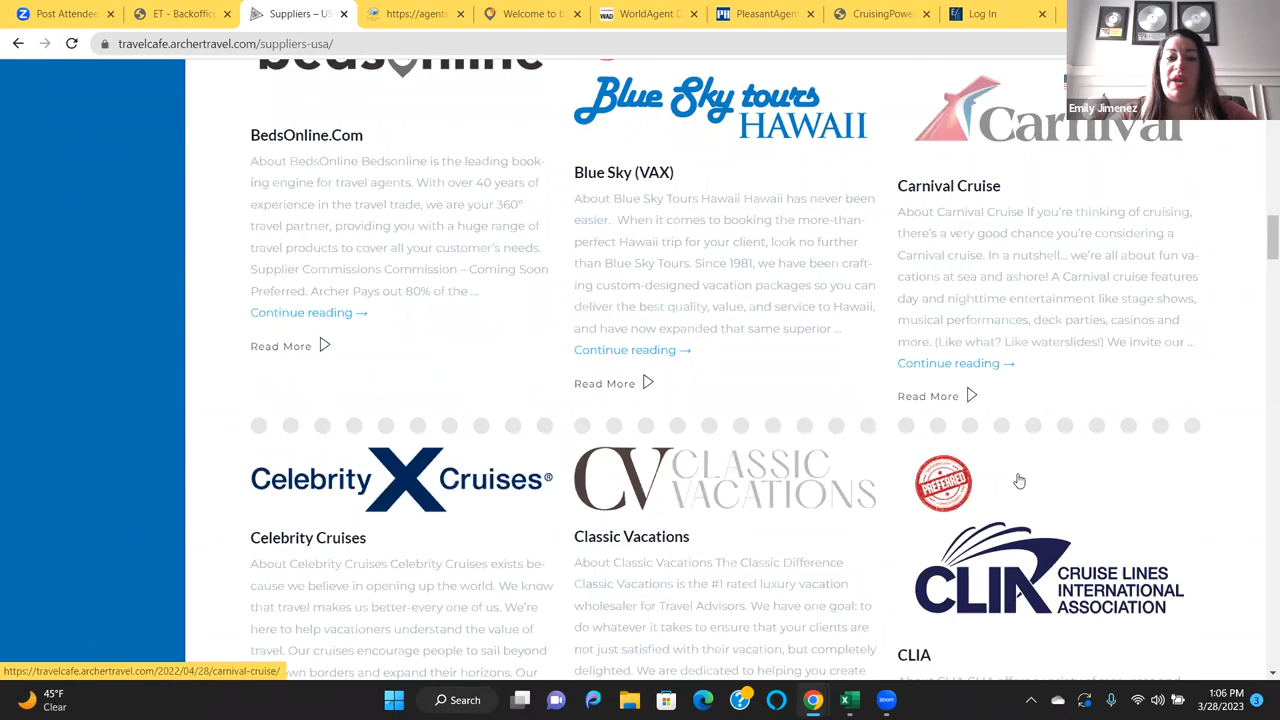 Post Attende
ET - Backoffice
Suppliers – US
https://agents
Welcome to b
WorldAgent D
PleasantAgen
CruisingPowe
Log In
travelcafe.archertravel.com/suppliers-usa/
Emily Jimenez
bedsonline
BedsOnline.Com
About BedsOnline Bedsonline is the leading book-
ing engine for travel agents. With over 40 years of
experience in the travel trade, we are your 360°
travel partner, providing you with a huge range of
travel products to cover all your customer's needs.
Supplier Commissions Commission – Coming Soon
Preferred. Archer Pays out 80% of the ...
Continue reading →
Read More
Blue Sky tours
HAWAII
Blue Sky (VAX)
About Blue Sky Tours Hawaii Hawaii has never been
easier. When it comes to booking the more-than-
perfect Hawaii trip for your client, look no further
than Blue Sky Tours. Since 1981, we have been craft-
ing custom-designed vacation packages so you can
deliver the best quality, value, and service to Hawaii,
and have now expanded that same superior ...
Continue reading →
Read More
Carnival
Carnival Cruise
About Carnival Cruise If you're thinking of cruising,
there's a very good chance you're considering a
Carnival cruise. In a nutshell... we're all about fun va-
cations at sea and ashore! A Carnival cruise features
day and nighttime entertainment like stage shows,
musical performances, deck parties, casinos and
more. (Like what? Like waterslides!) We invite our ...
Continue reading →
Read More
Celebrity X Cruises®
Celebrity Cruises
About Celebrity Cruises Celebrity Cruises exists be-
cause we believe in opening up the world. We know
that travel makes us better-every one of us. We're
here to help vacationers understand the value of
travel. Our cruises encourage people to sail beyond
own borders and expand their horizons. Our
CV CLASSIC
VACATIONS
Classic Vacations
About Classic Vacations The Classic Difference
Classic Vacations is the #1 rated luxury vacation
wholesaler for Travel Advisors. We have one goal: to
do whatever it takes to ensure that your clients are
not just satisfied with their vacation, but completely
delighted. We are dedicated to helping you create
PREFERRED
CLIA CRUISE LINES
INTERNATIONAL
ASSOCIATION
CLIA
https://travelcafe.archertravel.com/2022/04/28/carnival-cruise/
45°F
Clear
Search
zoom
1:06 PM
3/28/2023
3